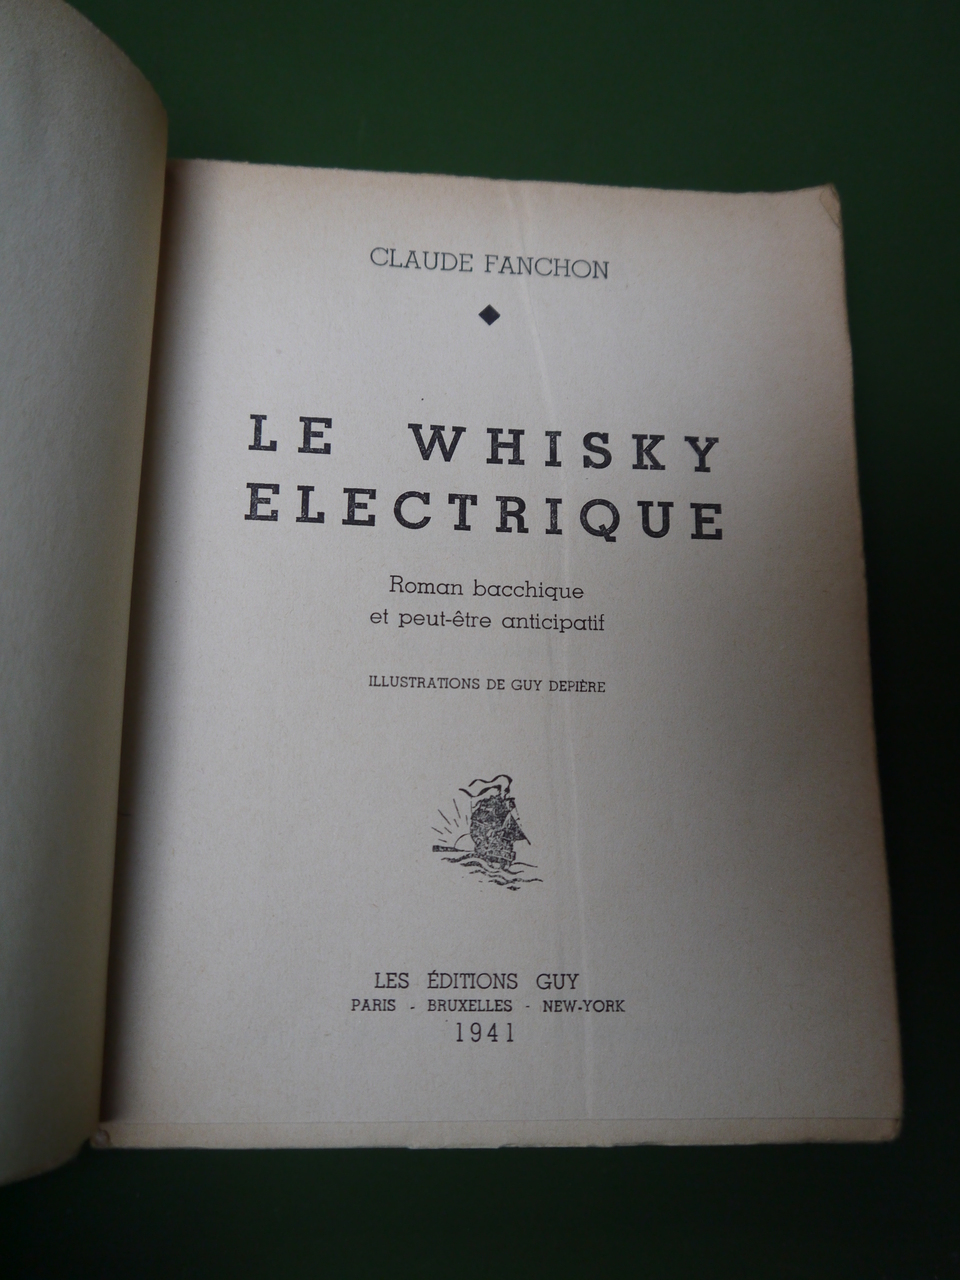 CLAUDE FANCHON
LE WHISKY
ELECTRIQUE
Roman bacchique
et peut-être anticipatif
ILLUSTRATIONS DE GUY DEPIÈRE
LES ÉDITIONS GUY
PARIS - BRUXELLES - NEW-YORK
1941